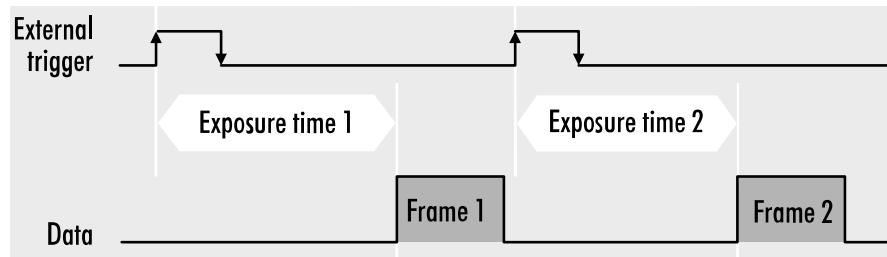 External
trigger
Exposure time 1
Exposure time 2
Frame 1
Frame 2
Data